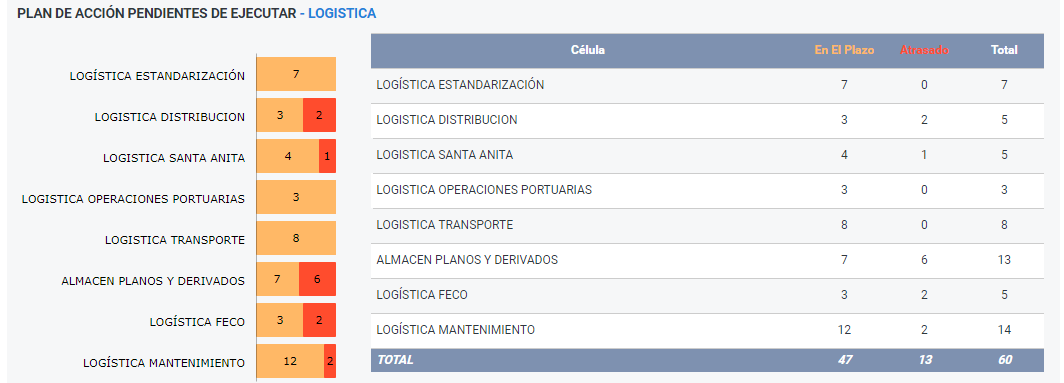 PLAN DE ACCIÓN PENDIENTES DE EJECUTAR - LOGISTICA
LOGÍSTICA ESTANDARIZACIÓN 7
LOGISTICA DISTRIBUCION 3 2
LOGISTICA SANTA ANITA 4 1
LOGISTICA OPERACIONES PORTUARIAS 3
LOGISTICA TRANSPORTE 8
ALMACEN PLANOS Y DERIVADOS 7 6
LOGÍSTICA FECO 3 2
LOGÍSTICA MANTENIMIENTO 12 2
Célula En El Plazo Atrasado Total
LOGÍSTICA ESTANDARIZACIÓN 7 0 7
LOGISTICA DISTRIBUCION 3 2 5
LOGISTICA SANTA ANITA 4 1 5
LOGISTICA OPERACIONES PORTUARIAS 3 0 3
LOGISTICA TRANSPORTE 8 0 8
ALMACEN PLANOS Y DERIVADOS 7 6 13
LOGÍSTICA FECO 3 2 5
LOGÍSTICA MANTENIMIENTO 12 2 14
TOTAL 47 13 60